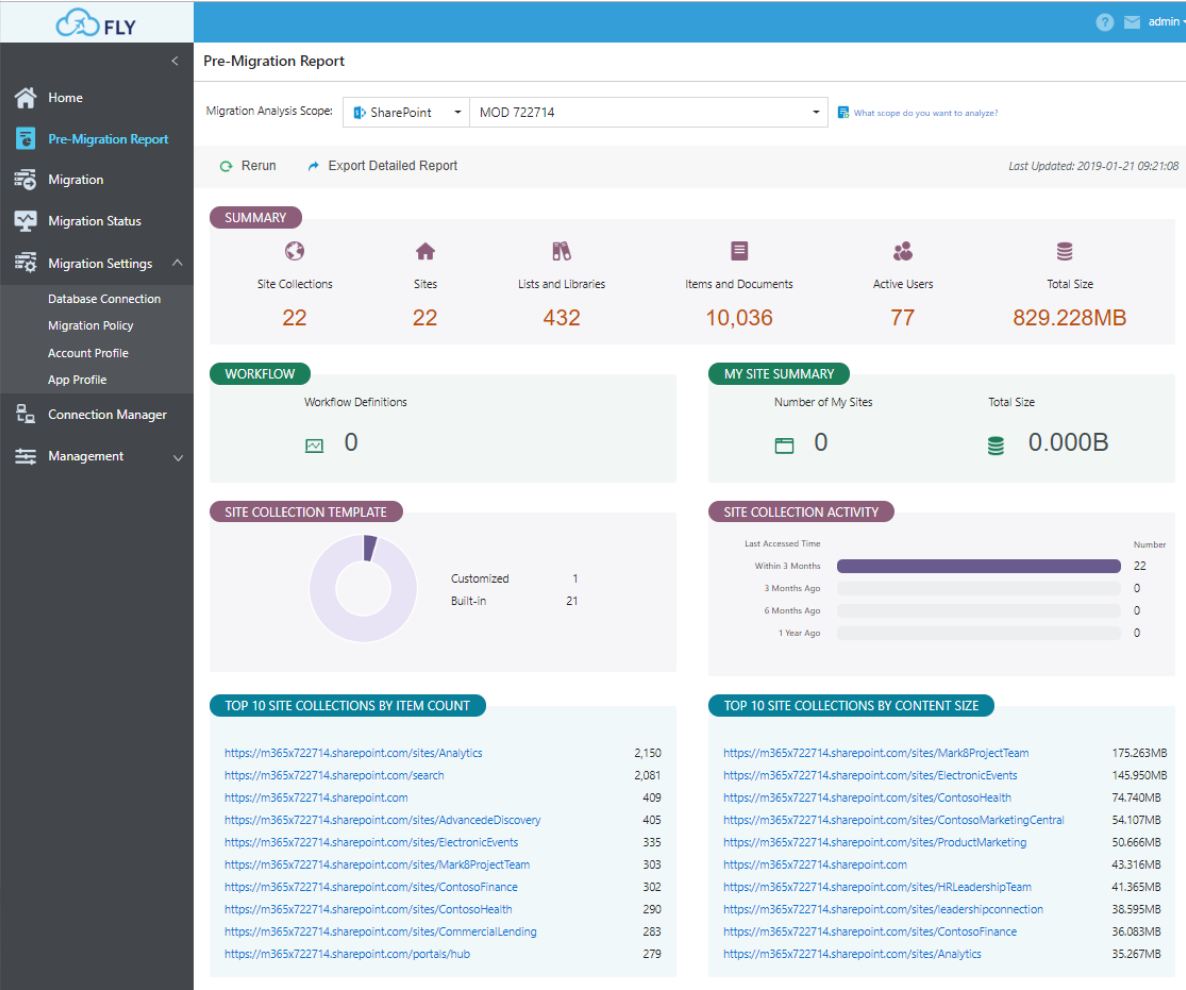 FLY
? admin
<
Pre-Migration Report
Home
Pre-Migration Report
Migration
Migration Status
Migration Settings
Database Connection
Migration Policy
Account Profile
App Profile
Connection Manager
Management
Migration Analysis Scope: SharePoint MOD 722714 What scope do you want to analyze?
Rerun Export Detailed Report Last Updated: 2019-01-21 09:21:08
SUMMARY
Site Collections Sites Lists and Libraries Items and Documents Active Users Total Size
22 22 432 10,036 77 829.228MB
WORKFLOW
Workflow Definitions
0
MY SITE SUMMARY
Number of My Sites Total Size
0 0.000B
SITE COLLECTION TEMPLATE
Customized 1
Built-in 21
SITE COLLECTION ACTIVITY
Last Accessed Time Number
Within 3 Months 22
3 Months Ago 0
6 Months Ago 0
1 Year Ago 0
TOP 10 SITE COLLECTIONS BY ITEM COUNT
https://m365x722714.sharepoint.com/sites/Analytics 2,150
https://m365x722714.sharepoint.com/search 2,081
https://m365x722714.sharepoint.com 409
https://m365x722714.sharepoint.com/sites/AdvancedeDiscovery 405
https://m365x722714.sharepoint.com/sites/ElectronicEvents 335
https://m365x722714.sharepoint.com/sites/Mark8ProjectTeam 303
https://m365x722714.sharepoint.com/sites/ContosoFinance 302
https://m365x722714.sharepoint.com/sites/ContosoHealth 290
https://m365x722714.sharepoint.com/sites/CommercialLending 283
https://m365x722714.sharepoint.com/portals/hub 279
TOP 10 SITE COLLECTIONS BY CONTENT SIZE
https://m365x722714.sharepoint.com/sites/Mark8ProjectTeam 175.263MB
https://m365x722714.sharepoint.com/sites/ElectronicEvents 145.950MB
https://m365x722714.sharepoint.com/sites/ContosoHealth 74.740MB
https://m365x722714.sharepoint.com/sites/ContosoMarketingCentral 54.107MB
https://m365x722714.sharepoint.com/sites/ProductMarketing 50.666MB
https://m365x722714.sharepoint.com 43.316MB
https://m365x722714.sharepoint.com/sites/HRLeadershipTeam 41.365MB
https://m365x722714.sharepoint.com/sites/leadershipconnection 38.595MB
https://m365x722714.sharepoint.com/sites/ContosoFinance 36.083MB
https://m365x722714.sharepoint.com/sites/Analytics 35.267MB